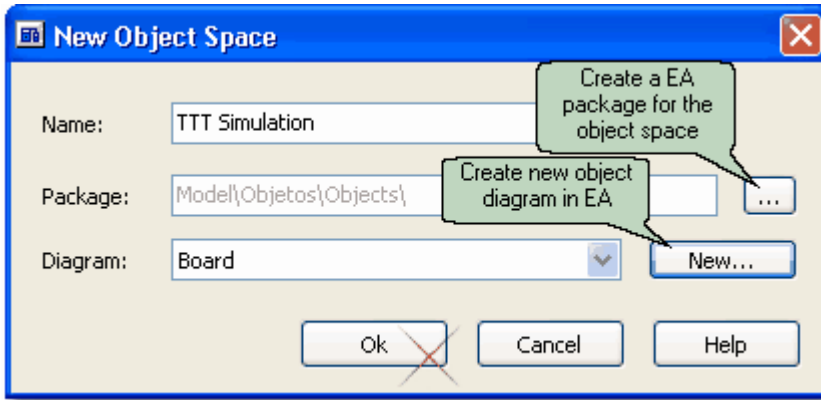 New Object Space
Create a EA
package for the
object space
Name:
TTT Simulation
Create new object
diagram in EA
Package:
Model\Objetos\Objects\
...
Diagram:
Board
New...
Ok
Cancel
Help